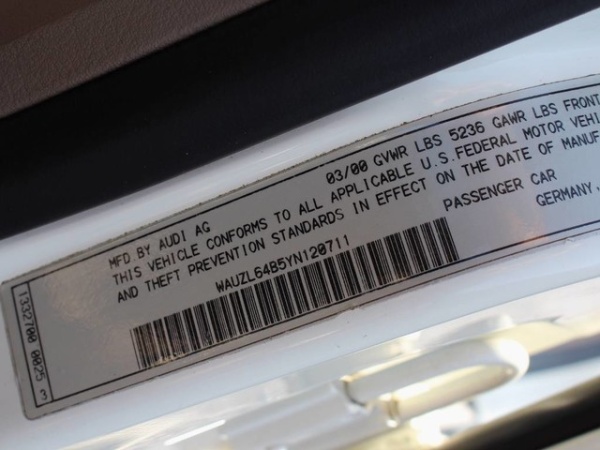 MFD.BY AUDI AG 03/00 GVWR LBS 5236 GAWR LBS FRONT
THIS VEHICLE CONFORMS TO ALL APPLICABLE U.S.FEDERAL MOTOR VEHI
AND THEFT PREVENTION STANDARDS IN EFFECT ON THE DATE OF MANUF
WAUZL64B5YN120711 PASSENGER CAR
GERMANY,
1332700 0025 3